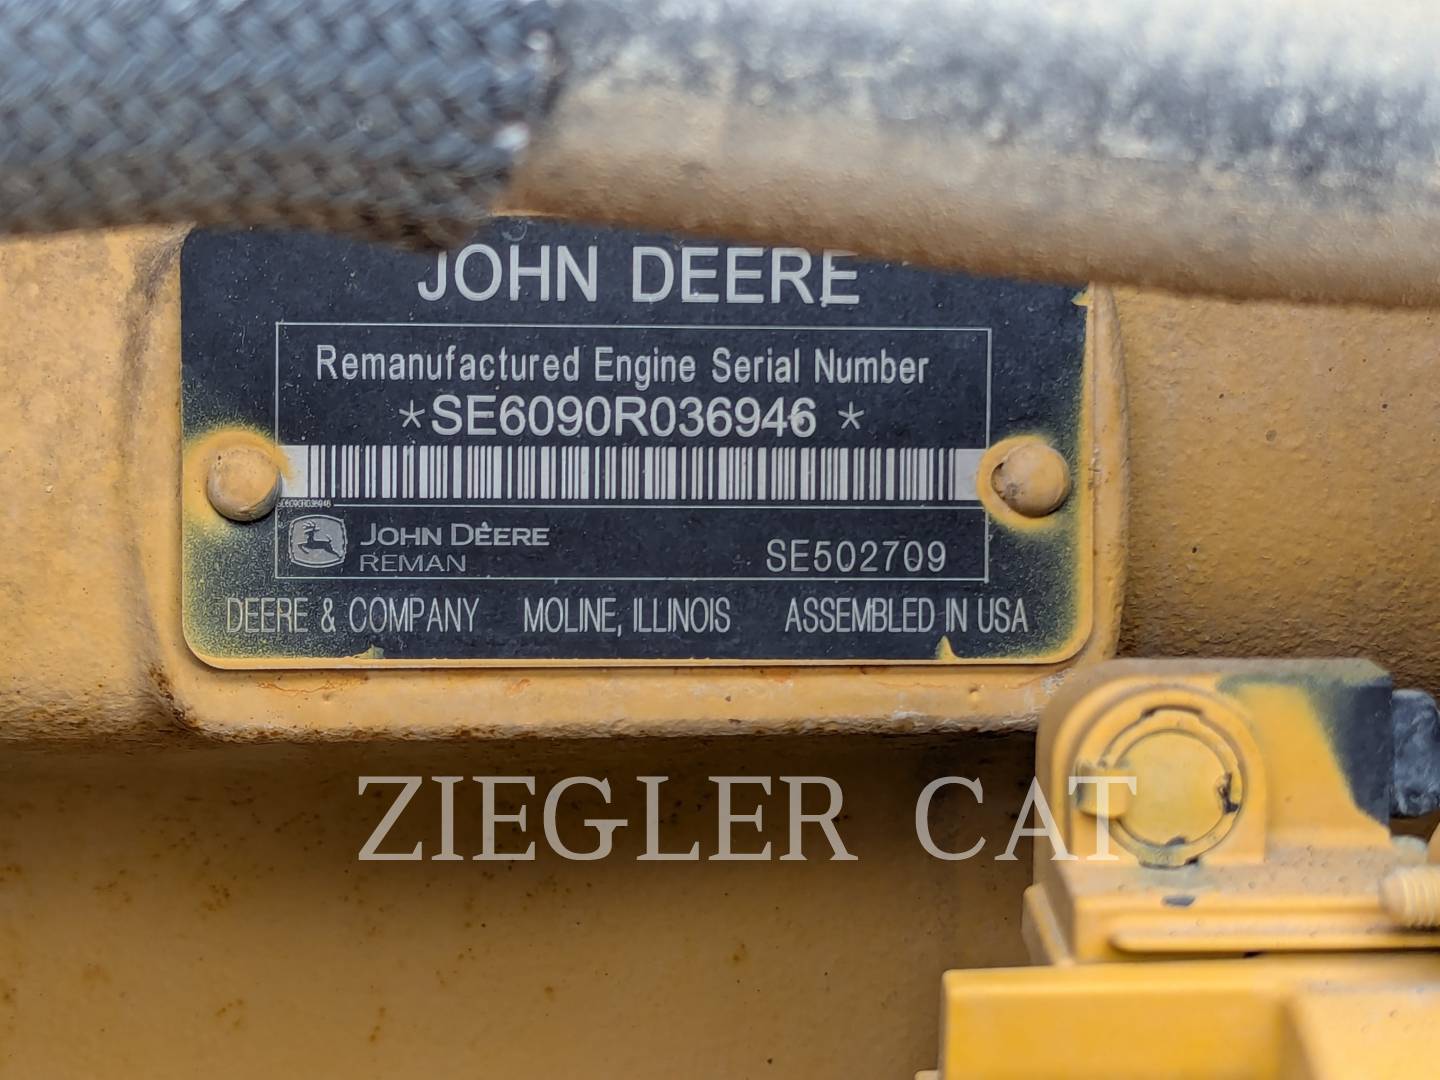 JOHN DEERE
Remanufactured Engine Serial Number
*SE6090R036946*
SE6090R036946
JOHN DEERE
REMAN
SE502709
DEERE & COMPANY MOLINE, ILLINOIS ASSEMBLED IN USA
ZIEGLER CAT